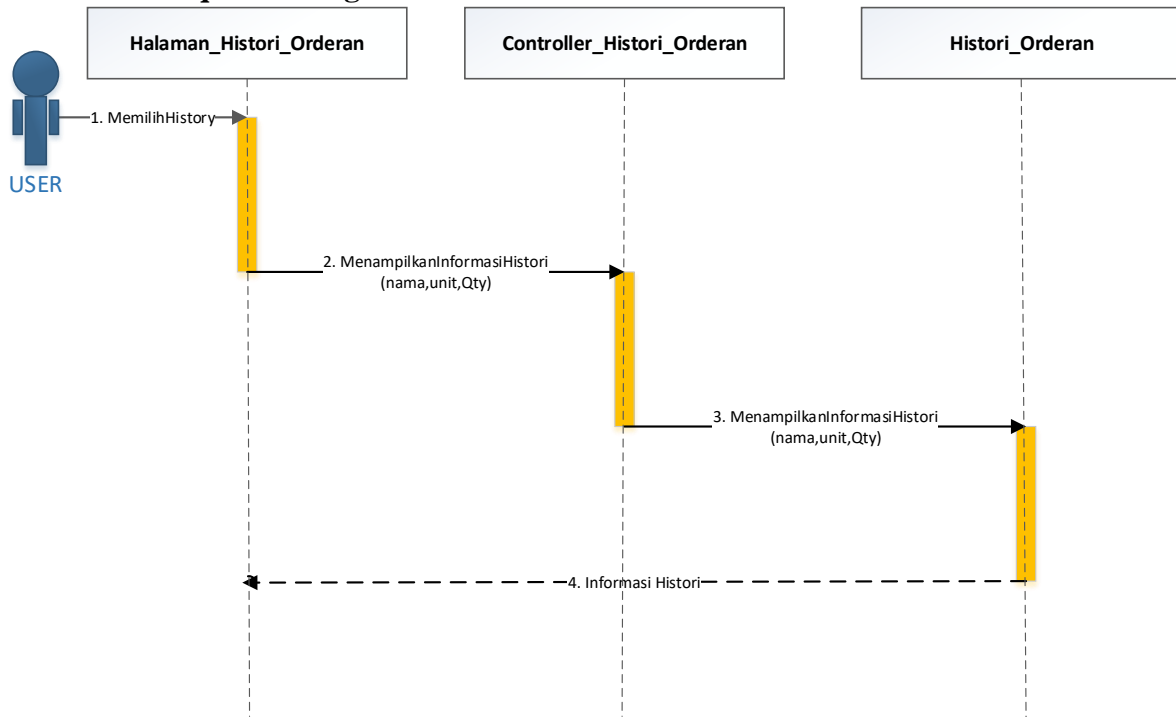 Halaman_Histori_Orderan
Controller_Histori_Orderan
Histori_Orderan
1. MemilihHistory
USER
2. MenampilkanInformasiHistori
(nama,unit,Qty)
3. MenampilkanInformasiHistori
(nama,unit,Qty)
4. Informasi Histori